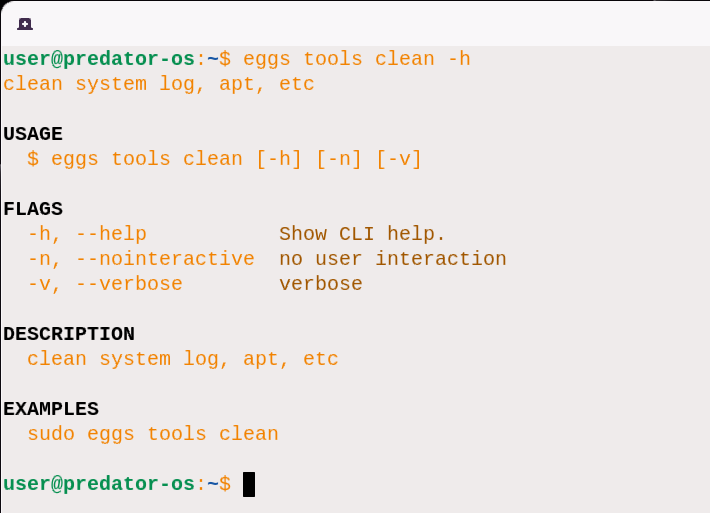 user@predator-os:~$ eggs tools clean -h
clean system log, apt, etc
USAGE
$ eggs tools clean [-h] [-n] [-v]
FLAGS
-h, --help Show CLI help.
-n, --nointeractive no user interaction
-v, --verbose verbose
DESCRIPTION
clean system log, apt, etc
EXAMPLES
sudo eggs tools clean
user@predator-os:~$